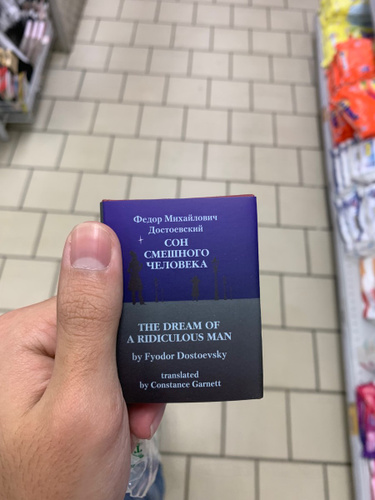 Федор Михайлович
Достоевский
СОН
СМЕШНОГО
ЧЕЛОВЕКА
THE DREAM OF
A RIDICULOUS MAN
by Fyodor Dostoevsky
translated
by Constance Garnett